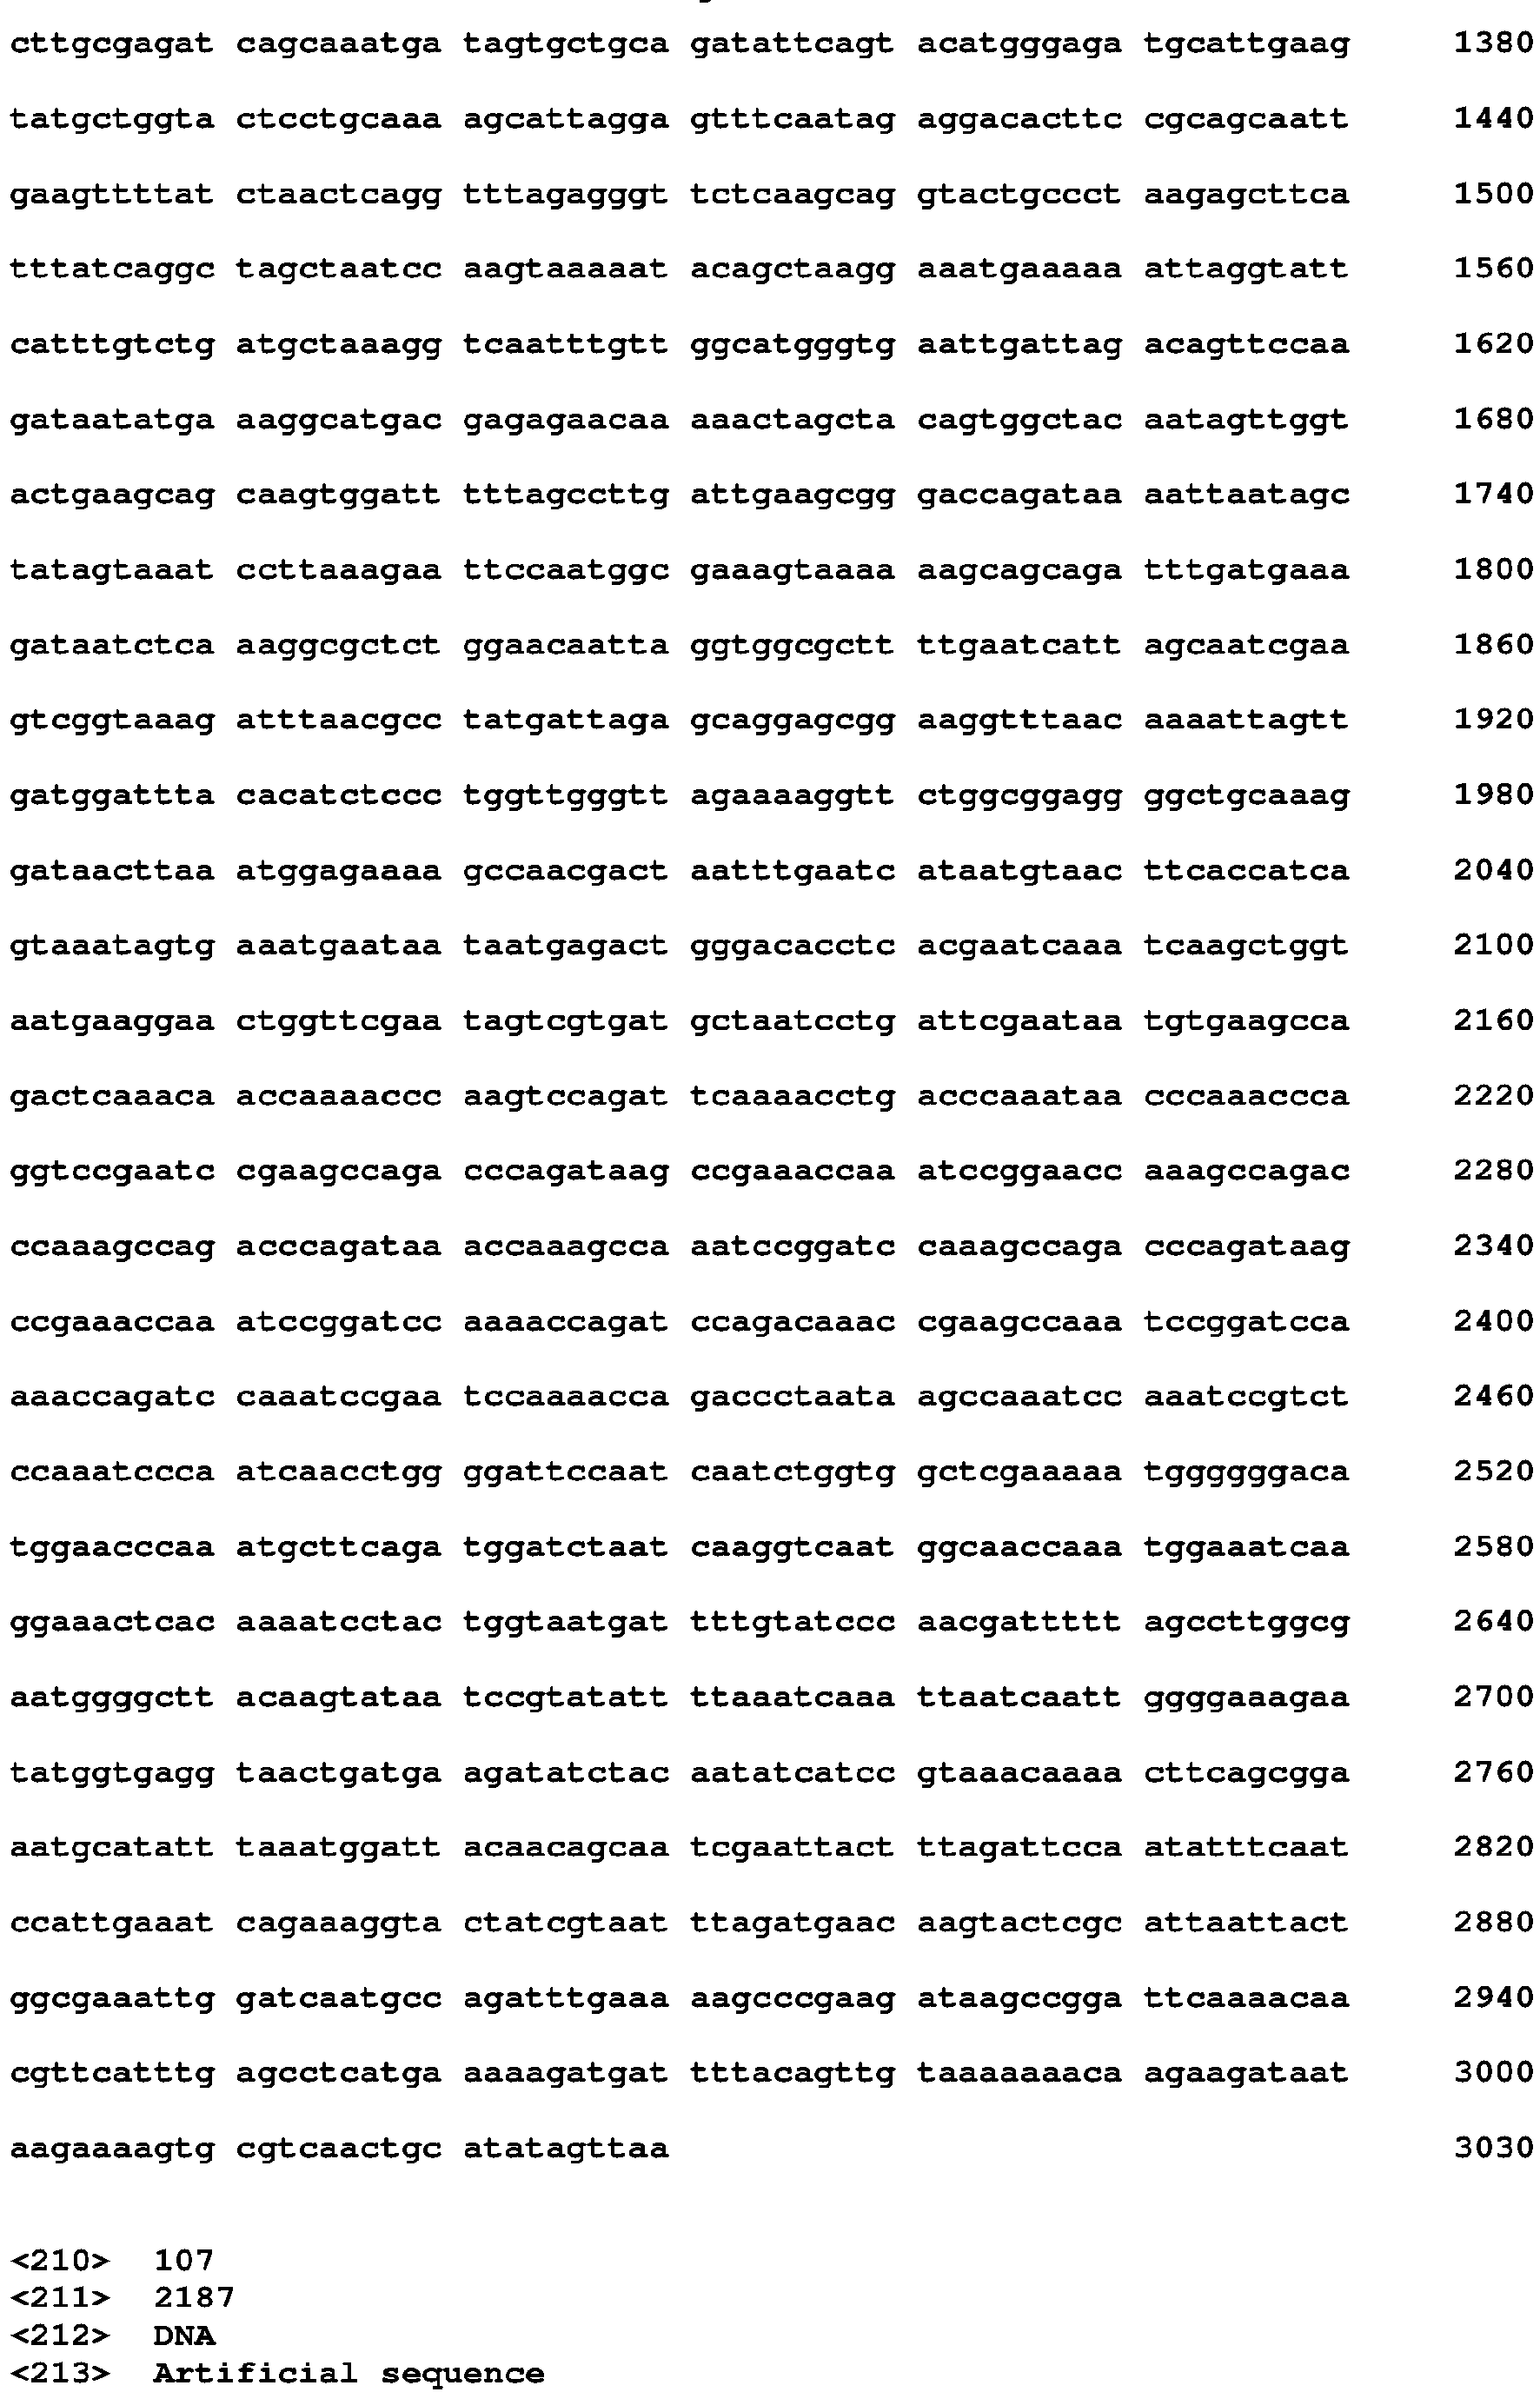 cttgcgagat cagcaaatga tagtgctgca gatattcagt acatgggaga tgcattgaag 1380
tatgctggta ctcctgcaaa agcattagga gtttcaatag aggacacttc cgcagcaatt 1440
gaagttttat ctaactcagg tttagagggt tctcaagcag gtactgccct aagagcttca 1500
tttatcaggc tagctaatcc aagtaaaaat acagctaagg aaatgaaaaa attaggtatt 1560
catttgtctg atgctaaagg tcaatttgtt ggcatgggtg aattgattag acagttccaa 1620
gataatatga aaggcatgac gagagaacaa aaactagcta cagtggctac aatagttggt 1680
actgaagcag caagtggatt tttagccttg attgaagcgg gaccagataa aattaatagc 1740
tatagtaaat ccttaaagaa ttccaatggc gaaagtaaaa aagcagcaga tttgatgaaa 1800
gataatctca aaggcgctct ggaacaatta ggtggcgctt ttgaatcatt agcaatcgaa 1860
gtcggtaaag atttaacgcc tatgattaga gcaggagcgg aaggtttaac aaaattagtt 1920
gatggattta cacatctccc tggttgggtt agaaaaggtt ctggcggagg ggctgcaaag 1980
gataacttaa atggagaaaa gccaacgact aatttgaatc ataatgtaac ttcaccatca 2040
gtaaatagtg aaatgaataa taatgagact gggacacctc acgaatcaaa tcaagctggt 2100
aatgaaggaa ctggttcgaa tagtcgtgat gctaatcctg attcgaataa tgtgaagcca 2160
gactcaaaca accaaaaccc aagtccagat tcaaaacctg acccaaataa cccaaaccca 2220
ggtccgaatc cgaagccaga cccagataag ccgaaaccaa atccggaacc aaagccagac 2280
ccaaagccag acccagataa accaaagcca aatccggatc caaagccaga cccagataag 2340
ccgaaaccaa atccggatcc aaaaccagat ccagacaaac cgaagccaaa tccggatcca 2400
aaaccagatc caaatccgaa tccaaaacca gaccctaata agccaaatcc aaatccgtct 2460
ccaaatccca atcaacctgg ggattccaat caatctggtg gctcgaaaaa tggggggaca 2520
tggaacccaa atgcttcaga tggatctaat caaggtcaat ggcaaccaaa tggaaatcaa 2580
ggaaactcac aaaatcctac tggtaatgat tttgtatccc aacgattttt agccttggcg 2640
aatggggctt acaagtataa tccgtatatt ttaaatcaaa ttaatcaatt ggggaaagaa 2700
tatggtgagg taactgatga agatatctac aatatcatcc gtaaacaaaa cttcagcgga 2760
aatgcatatt taaatggatt acaacagcaa tcgaattact ttagattcca atatttcaat 2820
ccattgaaat cagaaaggta ctatcgtaat ttagatgaac aagtactcgc attaattact 2880
ggcgaaattg gatcaatgcc agatttgaaa aagcccgaag ataagccgga ttcaaaacaa 2940
cgttcatttg agcctcatga aaaagatgat tttacagttg taaaaaaaca agaagataat 3000
aagaaaagtg cgtcaactgc atatagttaa 3030
<210> 107
<211> 2187
<212> DNA
<213> Artificial sequence